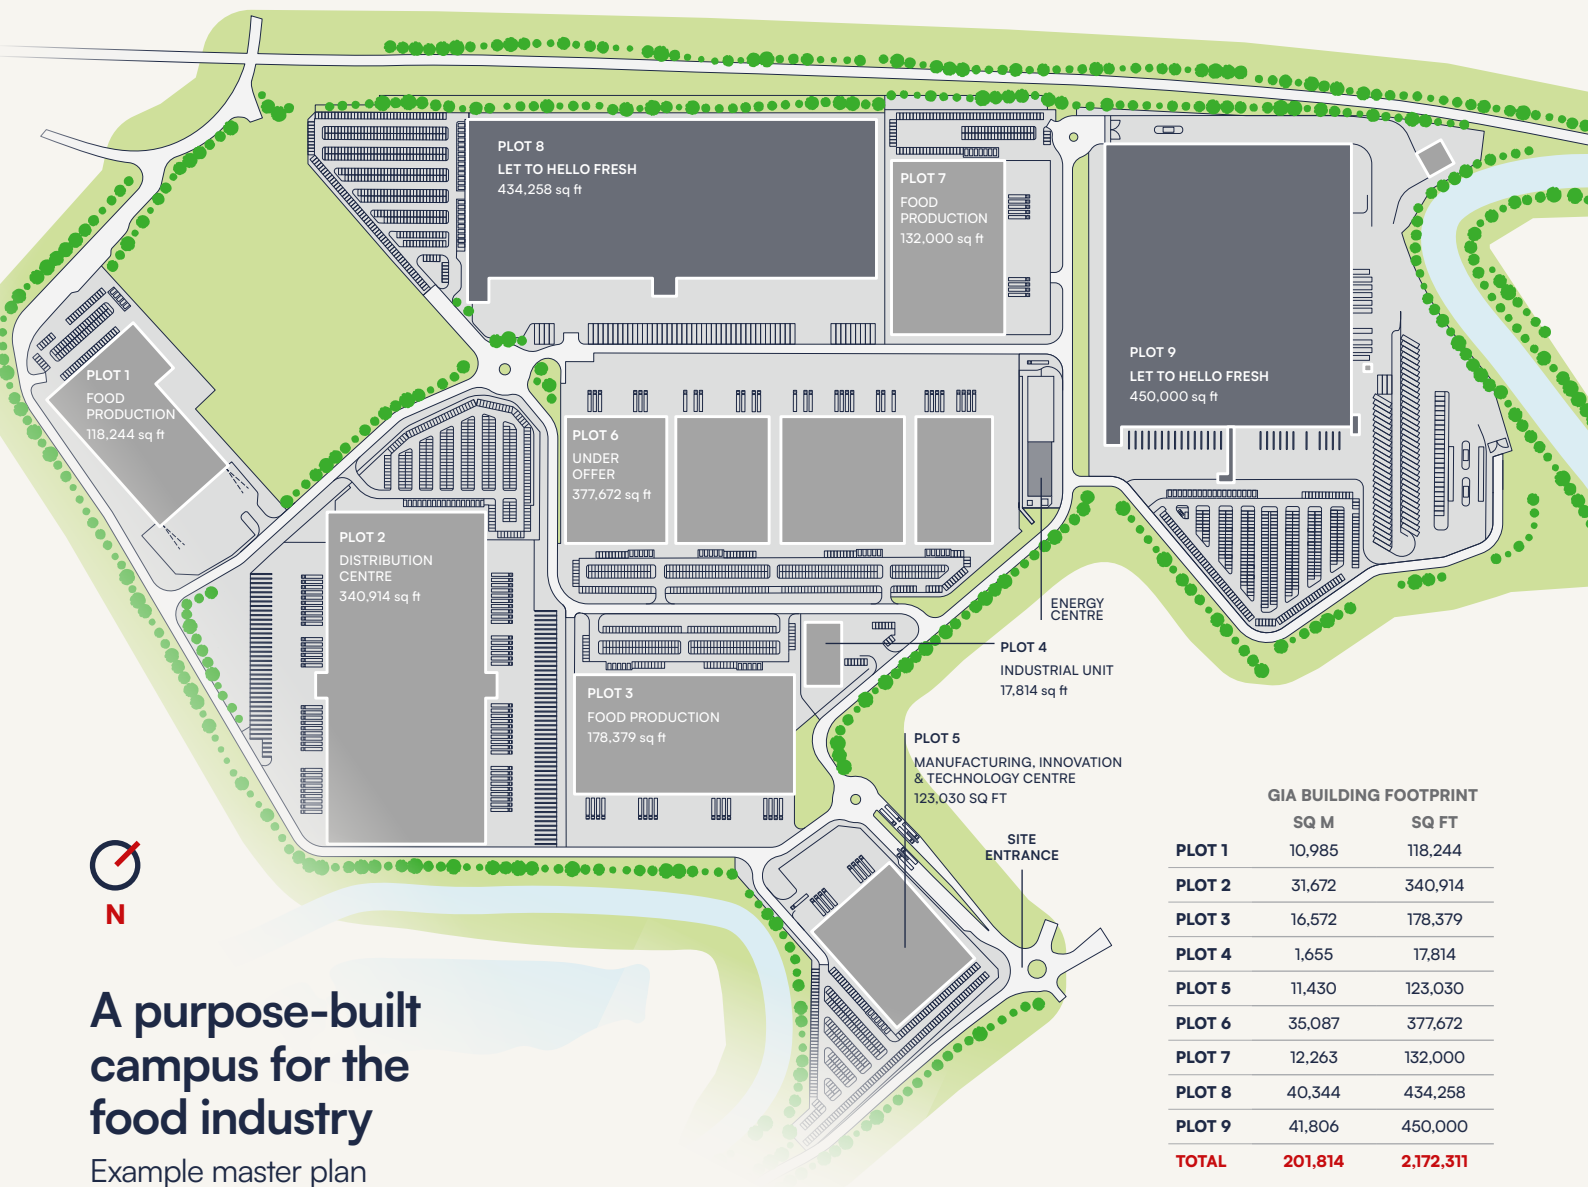 PLOT 8
LET TO HELLO FRESH
434,258 sq ft
PLOT 7
FOOD
PRODUCTION
132,000 sq ft
PLOT 9
LET TO HELLO FRESH
450,000 sq ft
PLOT 1
FOOD
PRODUCTION
118,244 sq ft
PLOT 6
UNDER
OFFER
377,672 sq ft
PLOT 2
DISTRIBUTION
CENTRE
340,914 sq ft
ENERGY
CENTRE
PLOT 4
INDUSTRIAL UNIT
17,814 sq ft
PLOT 3
FOOD PRODUCTION
178,379 sq ft
PLOT 5
MANUFACTURING, INNOVATION
& TECHNOLOGY CENTRE
123,030 SQ FT
SITE
ENTRANCE
N
A purpose-built
campus for the
food industry
Example master plan
GIA BUILDING FOOTPRINT
SQ M SQ FT
PLOT 1 10,985 118,244
PLOT 2 31,672 340,914
PLOT 3 16,572 178,379
PLOT 4 1,655 17,814
PLOT 5 11,430 123,030
PLOT 6 35,087 377,672
PLOT 7 12,263 132,000
PLOT 8 40,344 434,258
PLOT 9 41,806 450,000
TOTAL 201,814 2,172,311